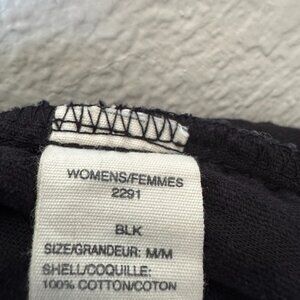 WOMENS/FEMMES
2291
BLK
SIZE/GRANDEUR: M/M
SHELL/COQUILLE:
100% COTTON/COTON